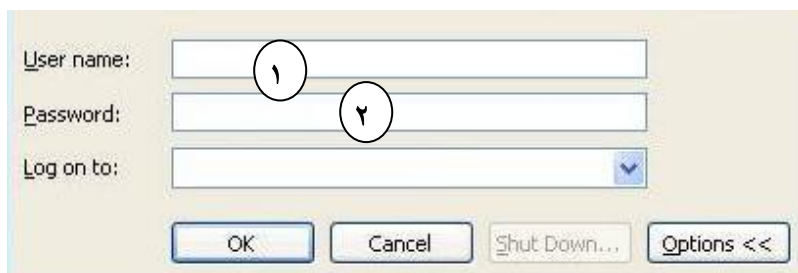 User name:
١
Password:
٢
Log on to:
OK Cancel Shut Down... Options <<